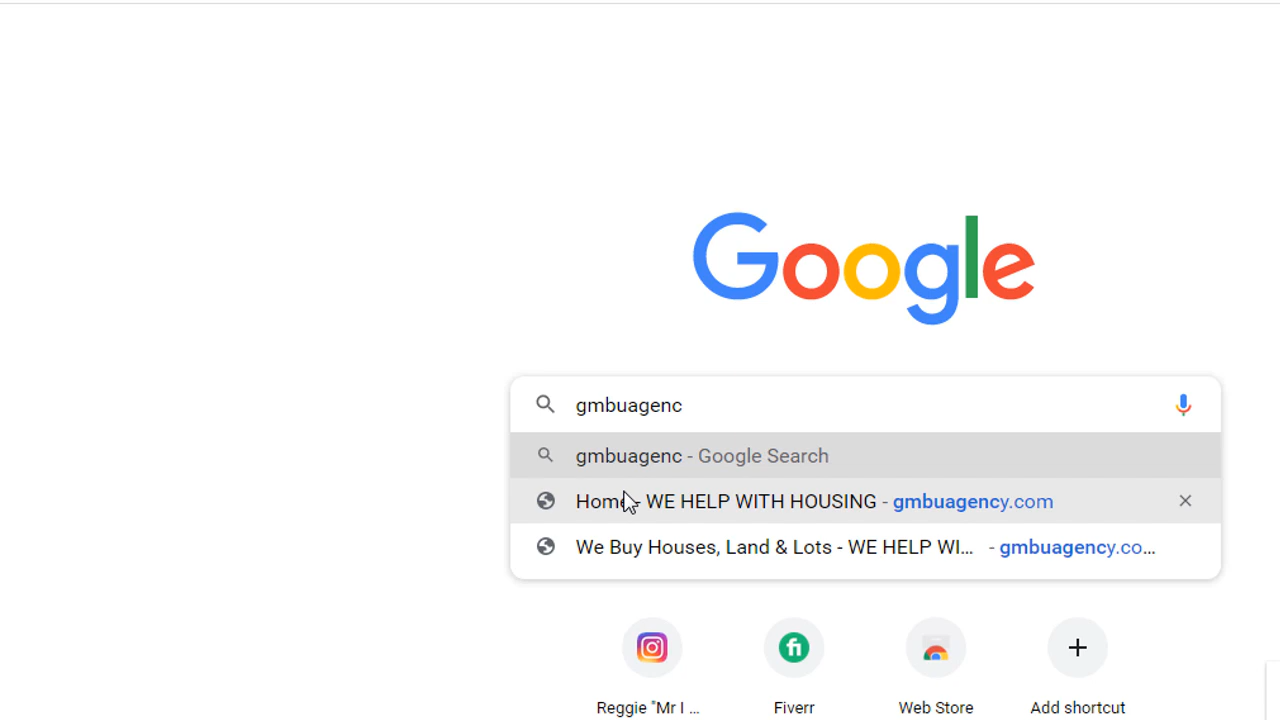 Google
gmbuagenc
gmbuagenc - Google Search
Home - WE HELP WITH HOUSING - gmbuagency.com
We Buy Houses, Land & Lots - WE HELP WI... - gmbuagency.co...
Reggie "Mr I ...
Fiverr
Web Store
Add shortcut